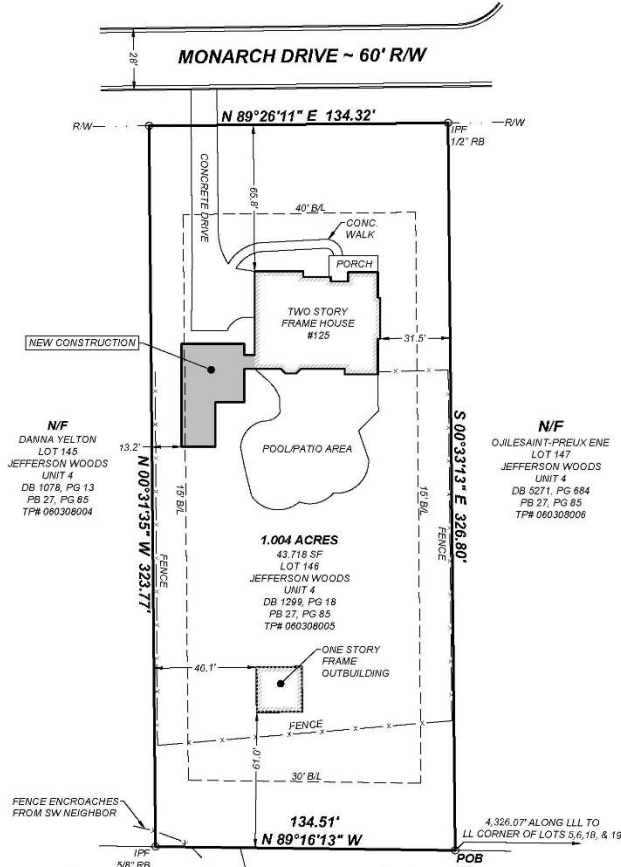 28'
MONARCH DRIVE ~ 60' R/W
R/W
N 89°26'11" E 134.32'
R/W
IPF
1/2" RB
CONCRETE DRIVE
65.8'
40' B/L
CONC.
WALK
PORCH
TWO STORY
FRAME HOUSE
#125
31.5'
NEW CONSTRUCTION
N/F
DANNA YELTON
LOT 145
JEFFERSON WOODS
UNIT 4
DB 1078, PG 13
PB 27, PG 85
TP# 060308004
13.2'
N 00°31'35" W 323.77'
FENCE
15' B/L
POOL/PATIO AREA
1.004 ACRES
43.718 SF
LOT 146
JEFFERSON WOODS
UNIT 4
DB 1299, PG 18
PB 27, PG 85
TP# 060308005
15' B/L
FENCE
S 00°33'13" E 326.80'
N/F
OJILESAINT-PREUX ENE
LOT 147
JEFFERSON WOODS
UNIT 4
DB 5271, PG 684
PB 27, PG 85
TP# 060308006
46.1'
ONE STORY
FRAME
OUTBUILDING
FENCE
61.0'
30' B/L
FENCE ENCROACHES
FROM SW NEIGHBOR
134.51'
N 89°16'13" W
IPF
5/8" RB
POB
4,326.07' ALONG LLL TO
LL CORNER OF LOTS 5,6,18, & 19